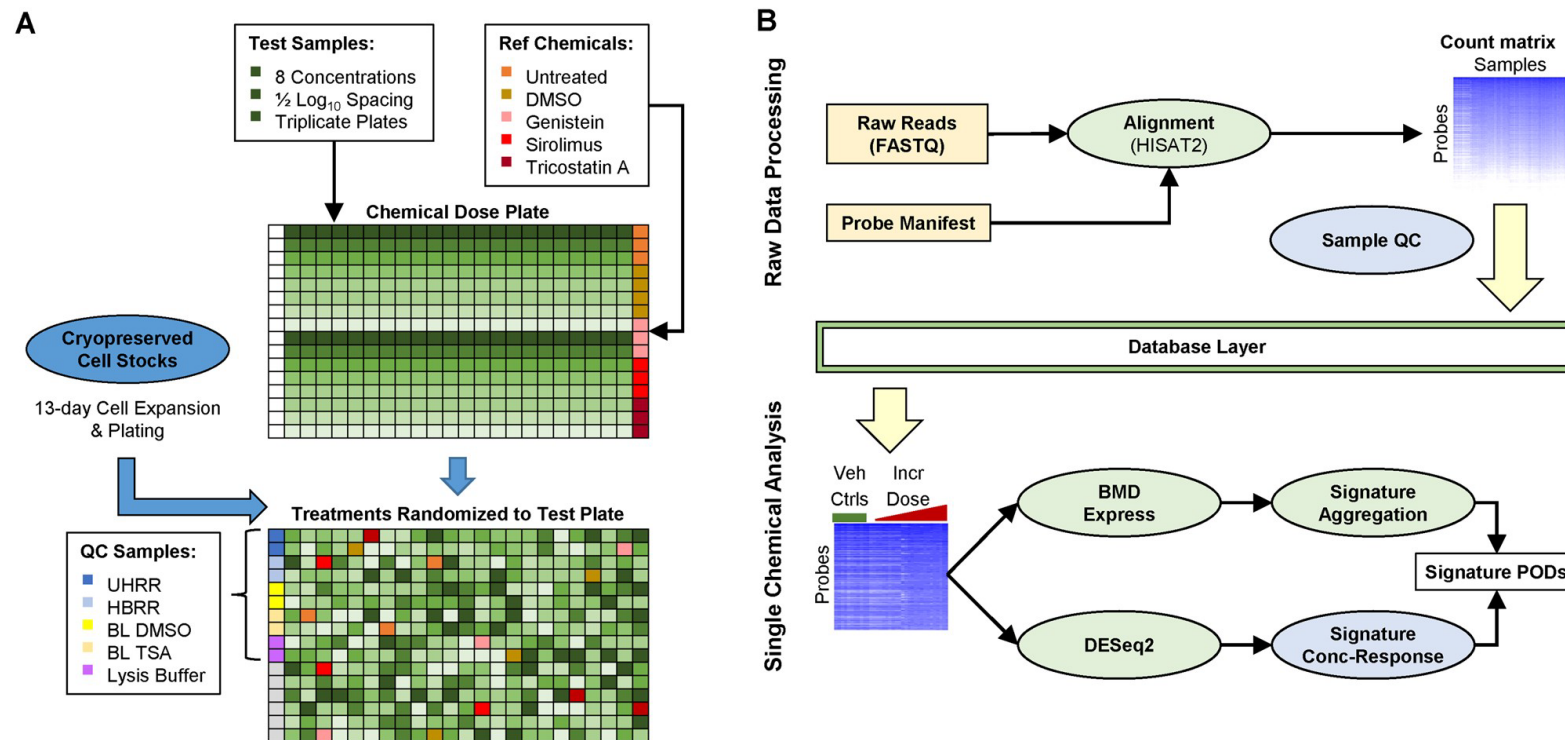 A
Test Samples:
8 Concentrations
½ Log10 Spacing
Triplicate Plates
Ref Chemicals:
Untreated
DMSO
Genistein
Sirolimus
Tricostatin A
Chemical Dose Plate
Cryopreserved
Cell Stocks
13-day Cell Expansion
& Plating
Treatments Randomized to Test Plate
QC Samples:
UHRR
HBRR
BL DMSO
BL TSA
Lysis Buffer
B
Raw Data Processing
Raw Reads
(FASTQ)
Alignment
(HISAT2)
Count matrix
Samples
Probes
Probe Manifest
Sample QC
Database Layer
Single Chemical Analysis
Veh
Ctrls
Incr
Dose
Probes
BMD
Express
Signature
Aggregation
Signature PODs
DESeq2
Signature
Conc-Response